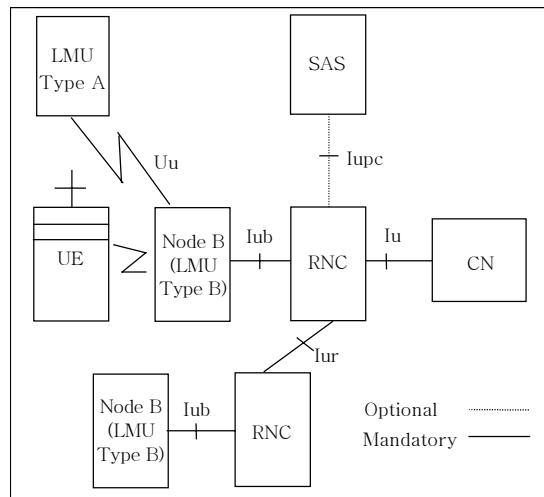 LMU
Type A
SAS
Uu
Iupc
UE
Node B
(LMU
Type B)
Iub
RNC
Iu
CN
Iur
Node B
(LMU
Type B)
Iub
RNC
Optional
Mandatory